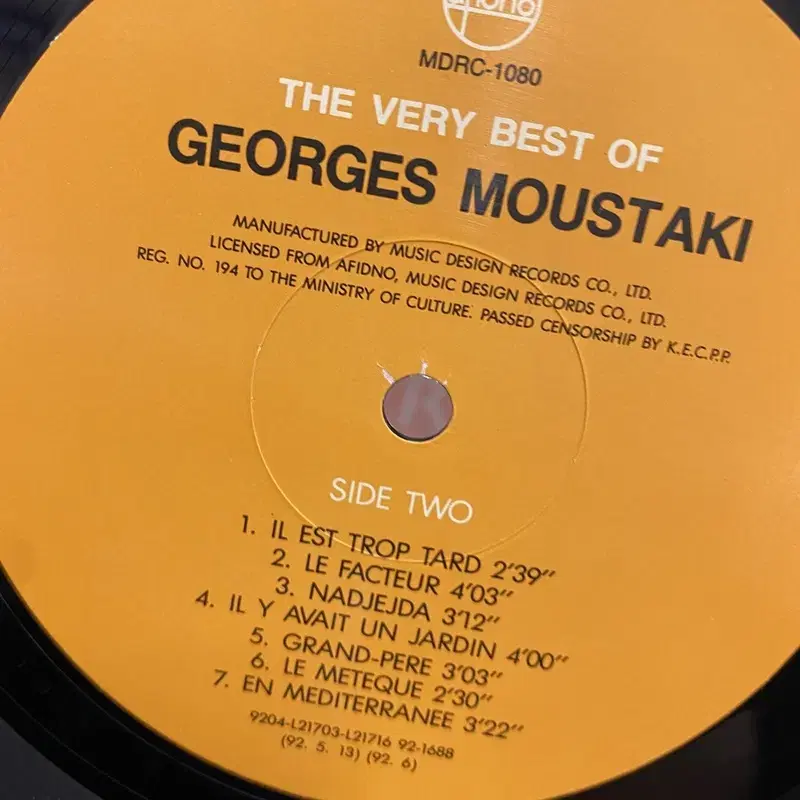 MDRC-1080
THE VERY BEST OF
GEORGES MOUSTAKI
MANUFACTURED BY MUSIC DESIGN RECORDS CO., LTD.
LICENSED FROM AFIDNO, MUSIC DESIGN RECORDS CO., LTD.
REG. NO. 194 TO THE MINISTRY OF CULTURE. PASSED CENSORSHIP BY K.E.C.P.P.
SIDE TWO
1. IL EST TROP TARD 2'39"
2. LE FACTEUR 4'03"
3. NADJEJDA 3'12"
4. IL Y AVAIT UN JARDIN 4'00"
5. GRAND-PERE 3'03"
6. LE METEQUE 2'30"
7. EN MEDITERRANEE 3'22"
9204-L21703-L21716 92-1688
(92. 5. 13) (92. 6)